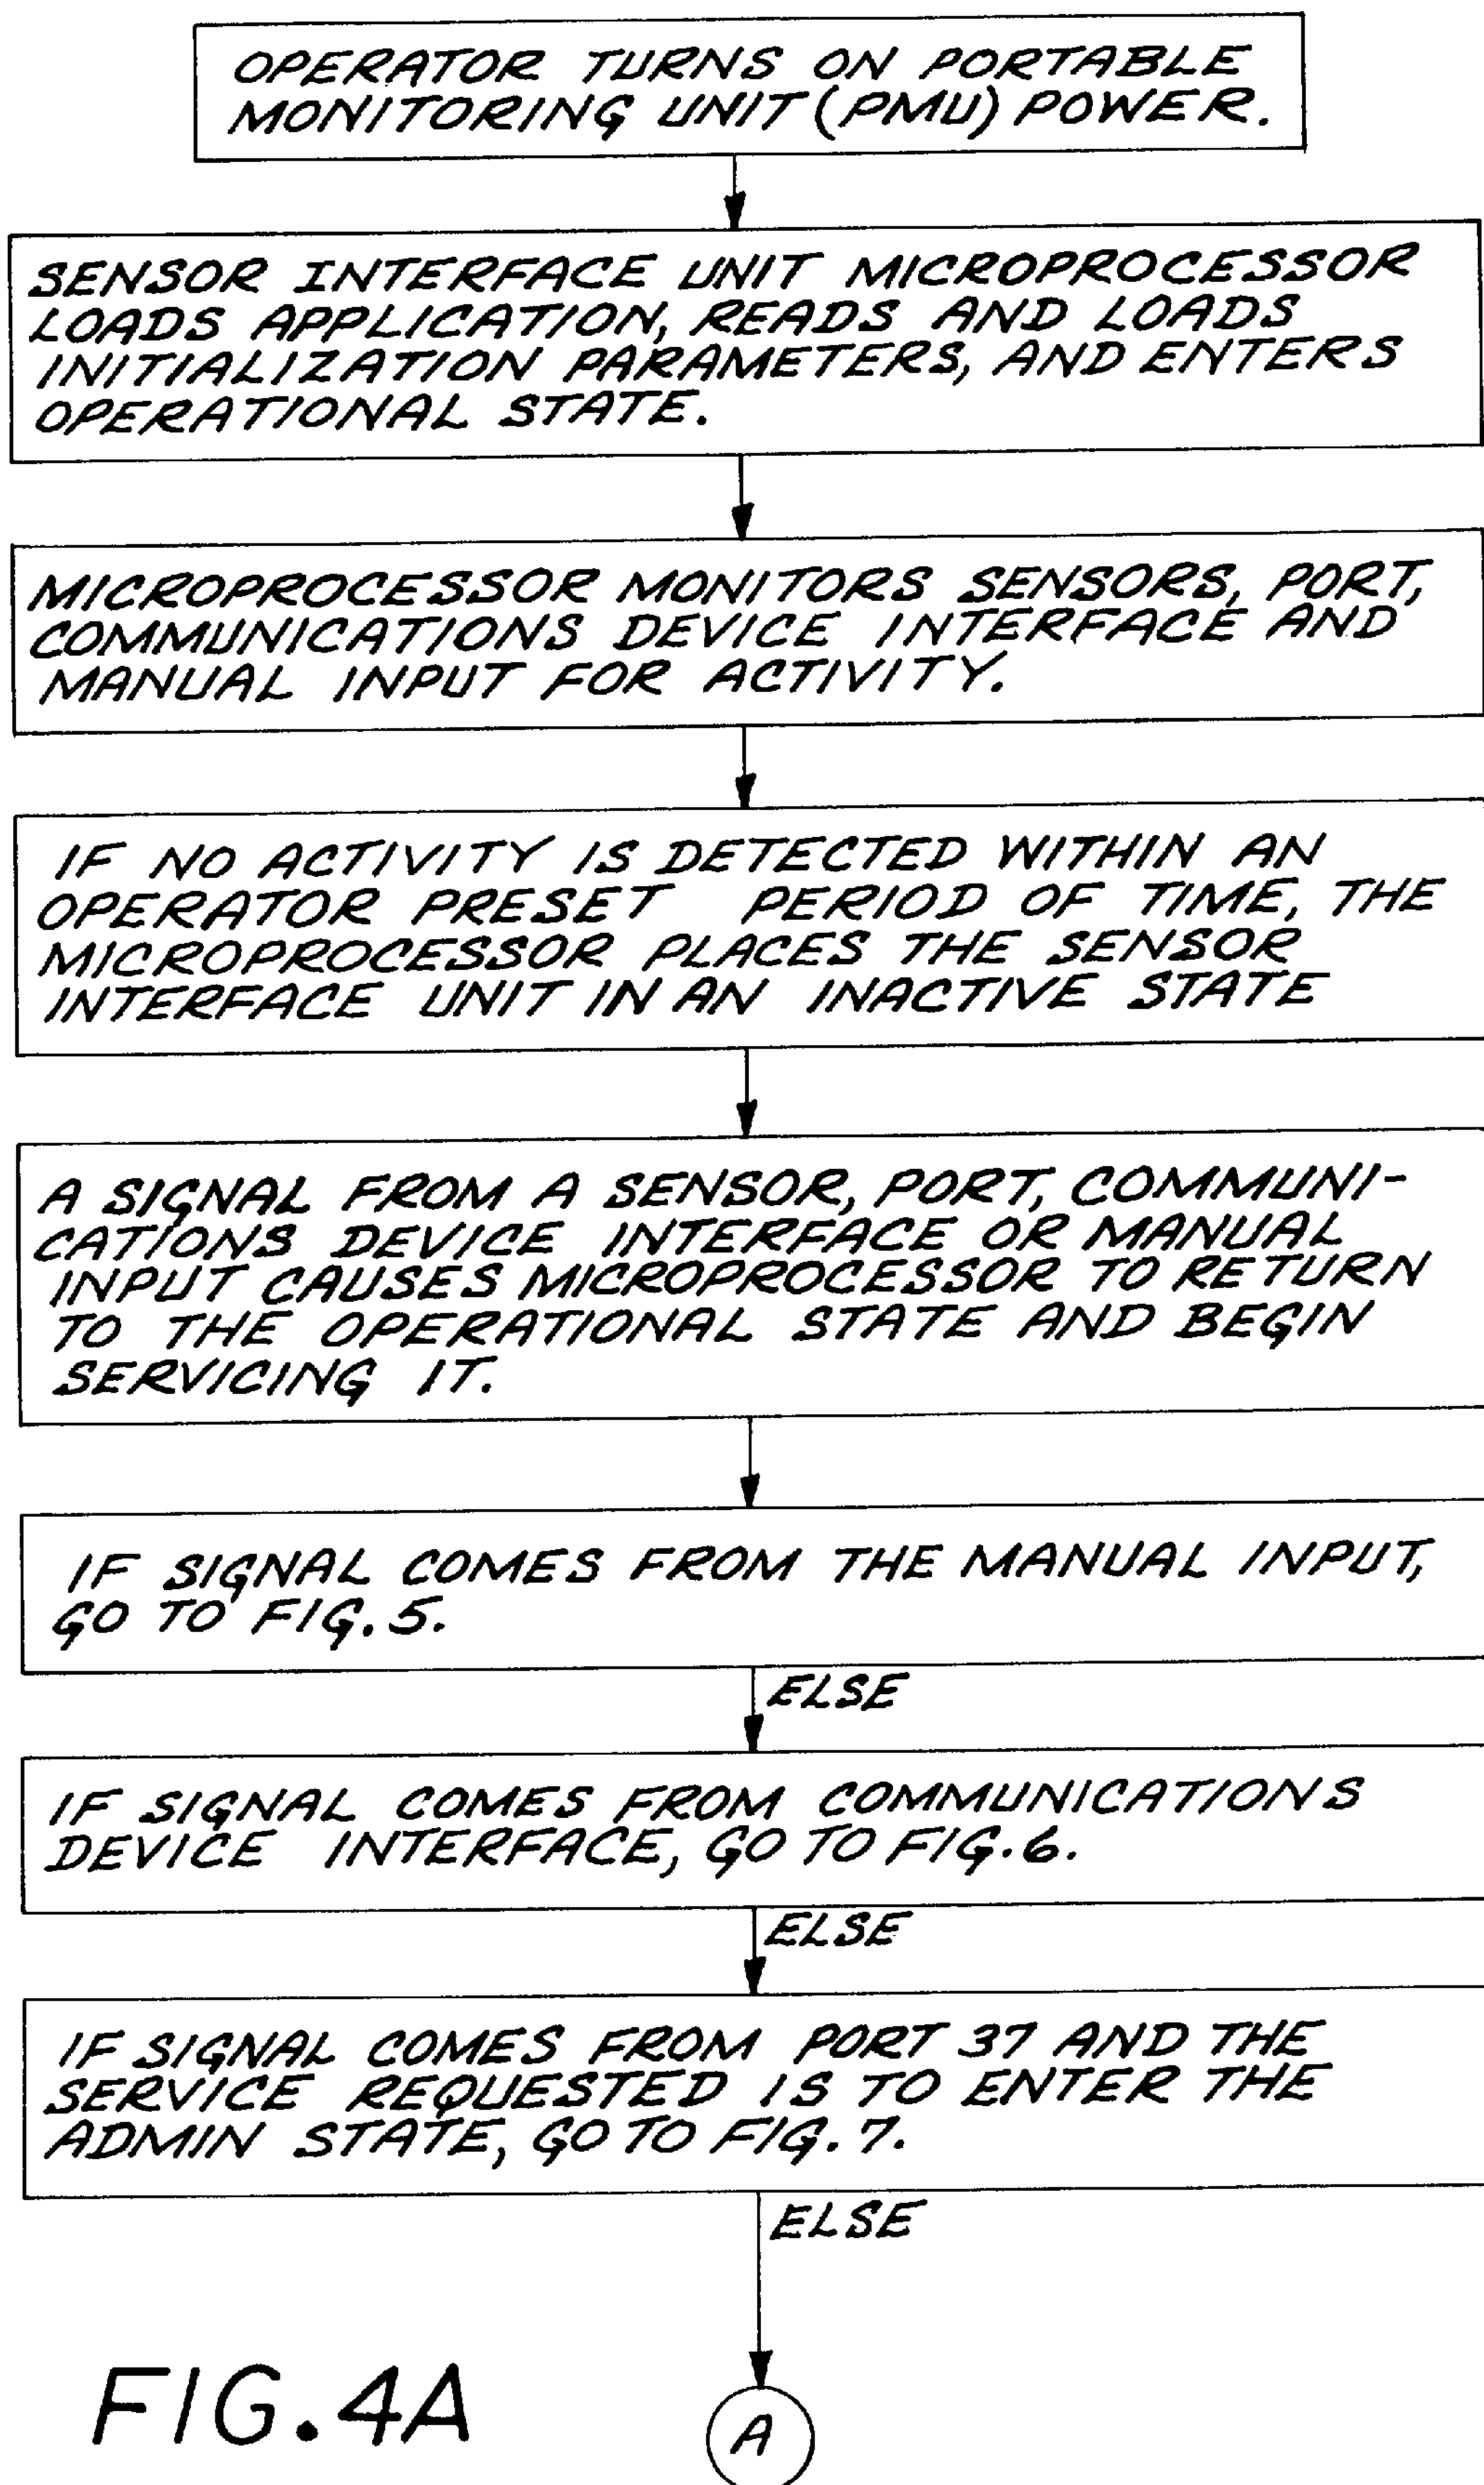 OPERATOR TURNS ON PORTABLE
MONITORING UNIT (PMU) POWER.
SENSOR INTERFACE UNIT MICROPROCESSOR
LOADS APPLICATION, READS AND LOADS
INITIALIZATION PARAMETERS, AND ENTERS
OPERATIONAL STATE.
MICROPROCESSOR MONITORS SENSORS, PORT,
COMMUNICATIONS DEVICE INTERFACE AND
MANUAL INPUT FOR ACTIVITY.
IF NO ACTIVITY IS DETECTED WITHIN AN
OPERATOR PRESET PERIOD OF TIME, THE
MICROPROCESSOR PLACES THE SENSOR
INTERFACE UNIT IN AN INACTIVE STATE
A SIGNAL FROM A SENSOR, PORT, COMMUNI-
CATIONS DEVICE INTERFACE OR MANUAL
INPUT CAUSES MICROPROCESSOR TO RETURN
TO THE OPERATIONAL STATE AND BEGIN
SERVICING IT.
IF SIGNAL COMES FROM THE MANUAL INPUT,
GO TO FIG. 5.
ELSE
IF SIGNAL COMES FROM COMMUNICATIONS
DEVICE INTERFACE, GO TO FIG. 6.
ELSE
IF SIGNAL COMES FROM PORT 37 AND THE
SERVICE REQUESTED IS TO ENTER THE
ADMIN STATE, GO TO FIG. 7.
ELSE
A
FIG. 4A